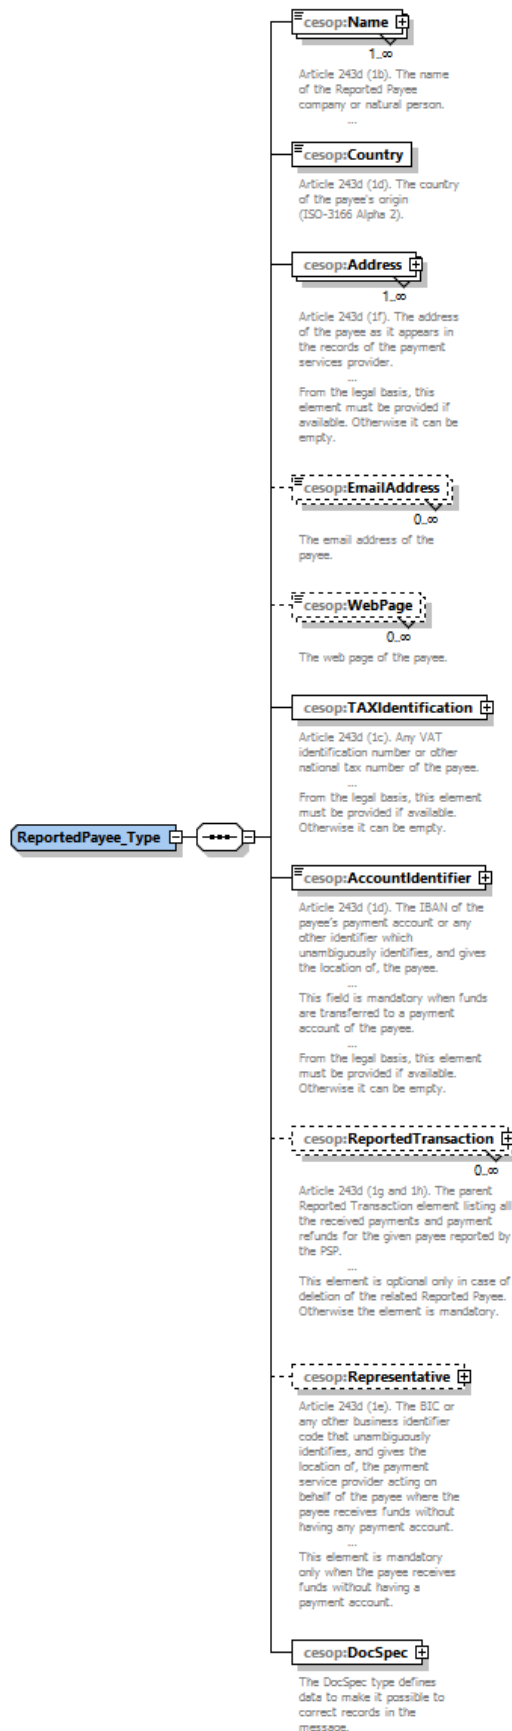 cesop:Name
1..∞
Article 243d (1b). The name
of the Reported Payee
company or natural person.
...
cesop:Country
Article 243d (1d). The country
of the payee's origin
(ISO-3166 Alpha 2).
cesop:Address
1..∞
Article 243d (1f). The address
of the payee as it appears in
the records of the payment
services provider.
...
From the legal basis, this
element must be provided if
available. Otherwise it can be
empty.
cesop:EmailAddress
0..∞
The email address of the
payee.
cesop:WebPage
0..∞
The web page of the payee.
cesop:TAXIdentification
Article 243d (1c). Any VAT
identification number or other
national tax number of the payee.
...
From the legal basis, this element
must be provided if available.
Otherwise it can be empty.
ReportedPayee_Type
cesop:AccountIdentifier
Article 243d (1d). The IBAN of the
payee's payment account or any
other identifier which
unambiguously identifies, and gives
the location of, the payee.
...
This field is mandatory when funds
are transferred to a payment
account of the payee.
...
From the legal basis, this element
must be provided if available.
Otherwise it can be empty.
cesop:ReportedTransaction
0..∞
Article 243d (1g and 1h). The parent
Reported Transaction element listing all
the received payments and payment
refunds for the given payee reported by
the PSP.
...
This element is optional only in case of
deletion of the related Reported Payee.
Otherwise the element is mandatory.
cesop:Representative
Article 243d (1e). The BIC or
any other business identifier
code that unambiguously
identifies, and gives the
location of, the payment
service provider acting on
behalf of the payee where the
payee receives funds without
having any payment account.
...
This element is mandatory
only when the payee receives
funds without having a
payment account.
cesop:DocSpec
The DocSpec type defines
data to make it possible to
correct records in the
message.